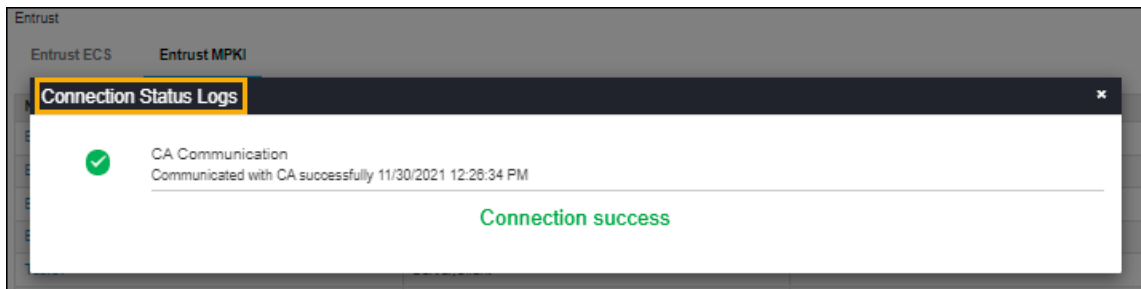 Entrust
Entrust ECS Entrust MPKI
Connection Status Logs
CA Communication
Communicated with CA successfully 11/30/2021 12:26:34 PM
Connection success